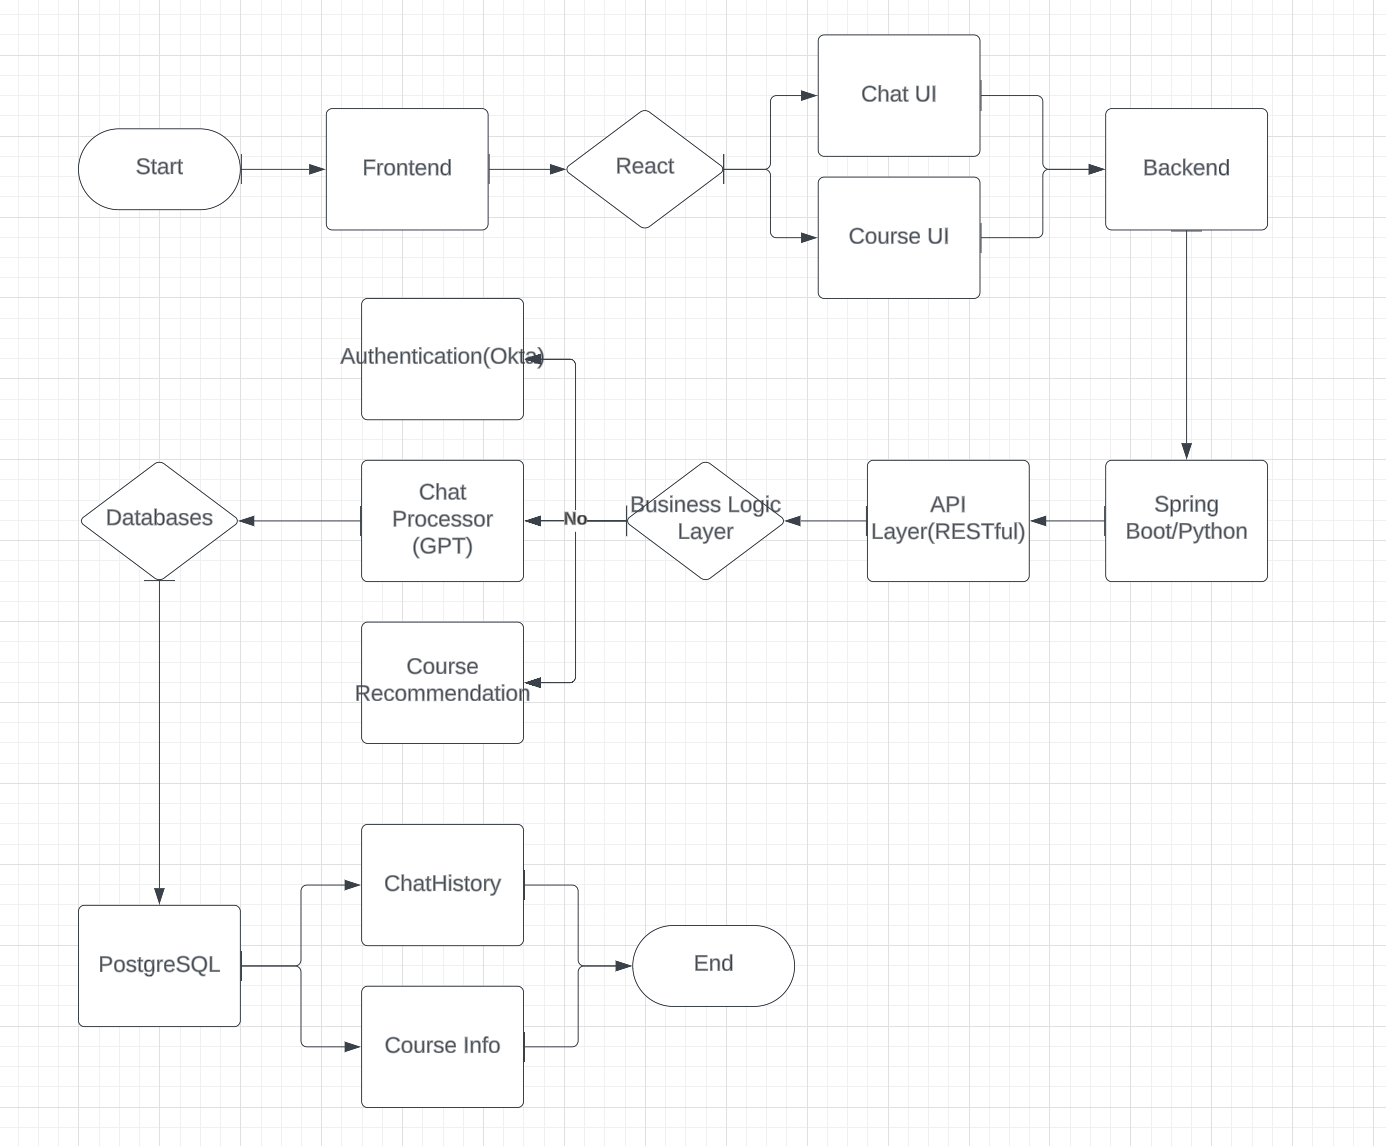 Start
Frontend
React
Chat UI
Course UI
Backend
Authentication(Okta)
Databases
Chat
Processor
(GPT)
No
Business Logic
Layer
API
Layer(RESTful)
Spring
Boot/Python
Course
Recommendation
PostgreSQL
ChatHistory
Course Info
End